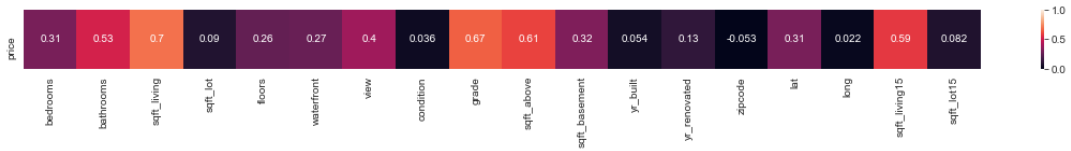 price
0.31 0.53 0.7 0.09 0.26 0.27 0.4 0.036 0.67 0.61 0.32 0.054 0.13 -0.053 0.31 0.022 0.59 0.082
bedrooms
bathrooms
sqft_living
sqft_lot
floors
waterfront
view
condition
grade
sqft_above
sqft_basement
yr_built
yr_renovated
zipcode
lat
long
sqft_living15
sqft_lot15
1.0
0.5
0.0